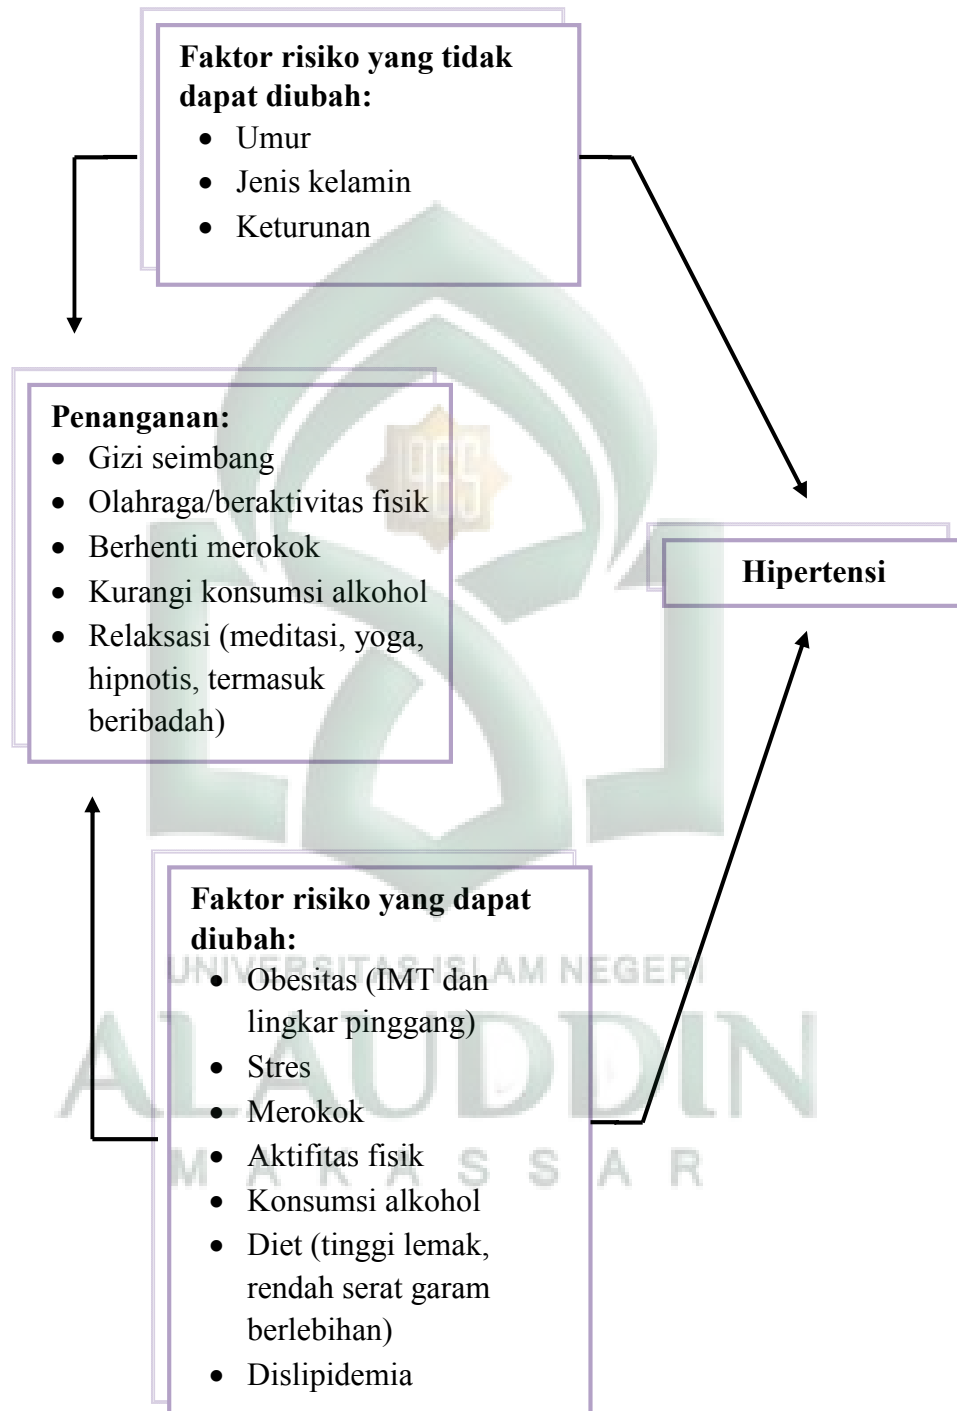 Faktor risiko yang tidak
dapat diubah:
• Umur
• Jenis kelamin
• Keturunan
Penanganan:
• Gizi seimbang
• Olahraga/beraktivitas fisik
• Berhenti merokok
• Kurangi konsumsi alkohol
• Relaksasi (meditasi, yoga,
hipnotis, termasuk
beribadah)
1965
Hipertensi
Faktor risiko yang dapat
diubah:
• Obesitas (IMT dan
lingkar pinggang)
• Stres
• Merokok
• Aktifitas fisik
• Konsumsi alkohol
• Diet (tinggi lemak,
rendah serat garam
berlebihan)
• Dislipidemia
UNIVERSITAS ISLAM NEGERI
ALAUDDIN
MAKASSAR